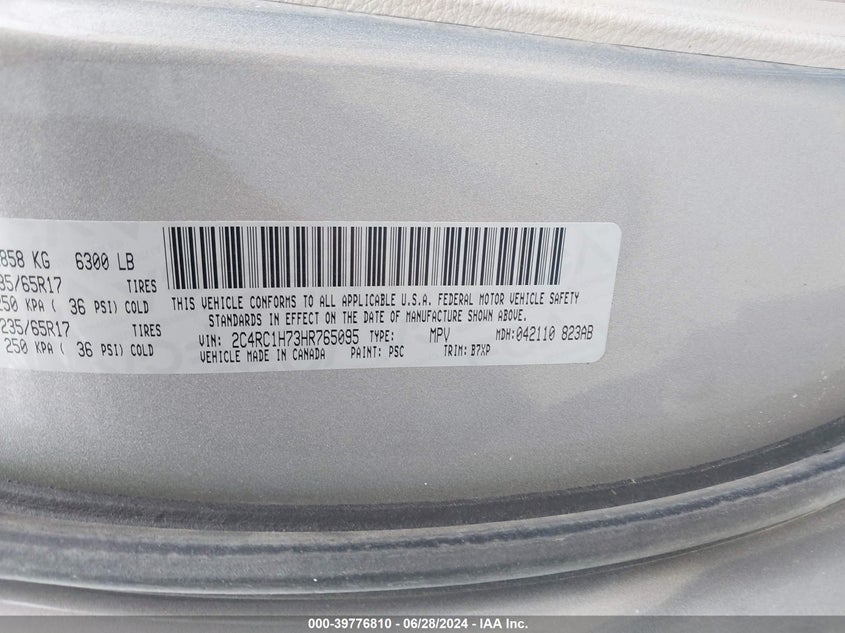 858 KG 6300 LB
35/65R17 TIRES
250 KPA ( 36 PSI) COLD
235/65R17 TIRES
250 KPA ( 36 PSI) COLD
THIS VEHICLE CONFORMS TO ALL APPLICABLE U.S.A. FEDERAL MOTOR VEHICLE SAFETY
STANDARDS IN EFFECT ON THE DATE OF MANUFACTURE SHOWN ABOVE.
VIN: 2C4RC1H73HR765095 TYPE: MPV MDH:042110 823AB
VEHICLE MADE IN CANADA PAINT: PSC TRIM: B7XP
000-39776810 - 06/28/2024 - IAA Inc.